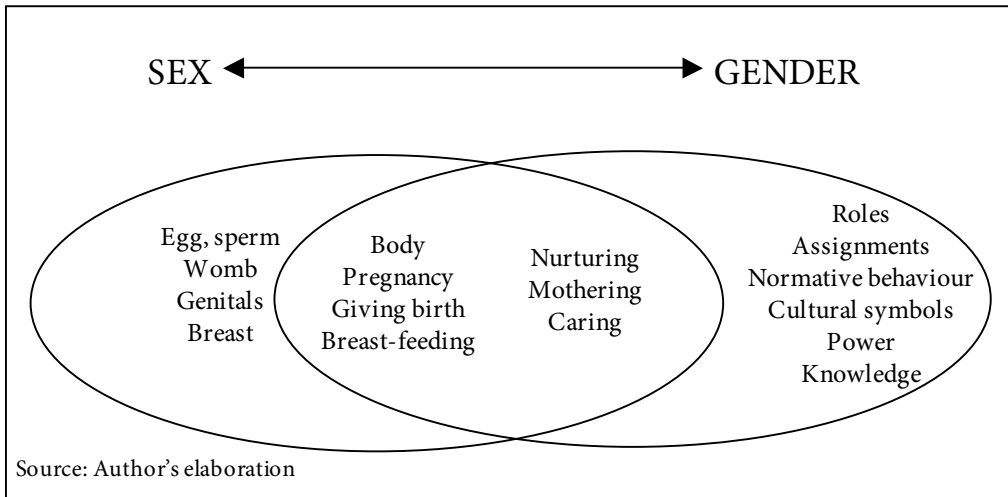 SEX GENDER
Egg, sperm
Womb
Genitals
Breast
Body
Pregnancy
Giving birth
Breast-feeding
Nurturing
Mothering
Caring
Roles
Assignments
Normative behaviour
Cultural symbols
Power
Knowledge
Source: Author's elaboration